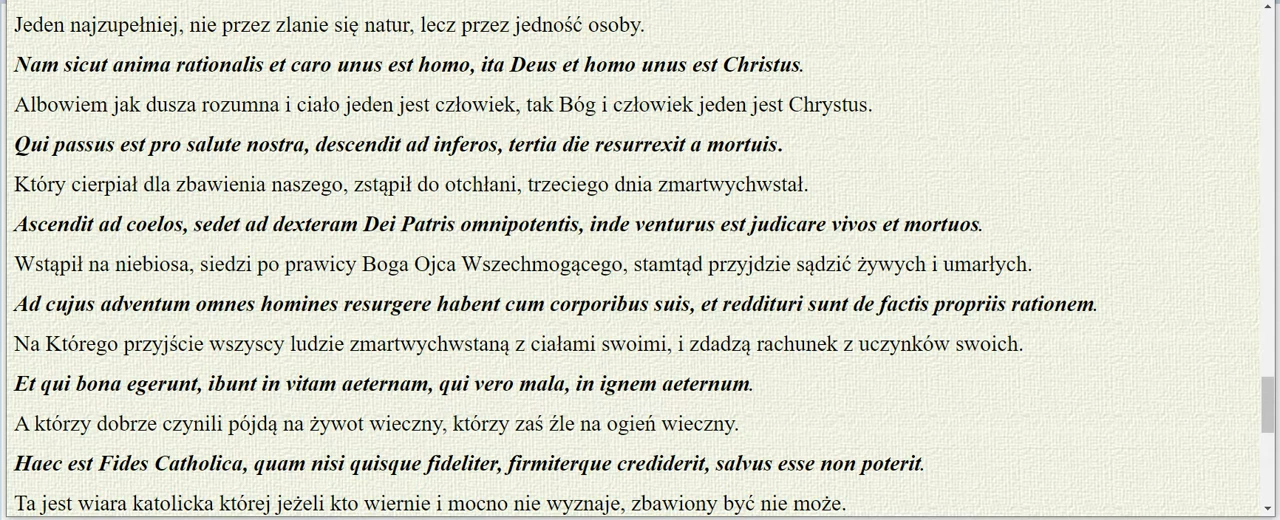 Jeden najzupełniej, nie przez zlanie się natur, lecz przez jedność osoby.
Nam sicut anima rationalis et caro unus est homo, ita Deus et homo unus est Christus.
Albowiem jak dusza rozumna i ciało jeden jest człowiek, tak Bóg i człowiek jeden jest Chrystus.
Qui passus est pro salute nostra, descendit ad inferos, tertia die resurrexit a mortuis.
Który cierpiał dla zbawienia naszego, zstąpił do otchłani, trzeciego dnia zmartwychwstał.
Ascendit ad coelos, sedet ad dexteram Dei Patris omnipotentis, inde venturus est judicare vivos et mortuos.
Wstąpił na niebiosa, siedzi po prawicy Boga Ojca Wszechmogącego, stamtąd przyjdzie sądzić żywych i umarłych.
Ad cujus adventum omnes homines resurgere habent cum corporibus suis, et reddituri sunt de factis propriis rationem.
Na Którego przyjście wszyscy ludzie zmartwychwstaną z ciałami swoimi, i zdadzą rachunek z uczynków swoich.
Et qui bona egerunt, ibunt in vitam aeternam, qui vero mala, in ignem aeternum.
A którzy dobrze czynili pójdą na żywot wieczny, którzy zaś źle na ogień wieczny.
Haec est Fides Catholica, quam nisi quisque fideliter, firmiterque crediderit, salvus esse non poterit.
Ta jest wiara katolicka której jeżeli kto wiernie i mocno nie wyznaje, zbawiony być nie może.